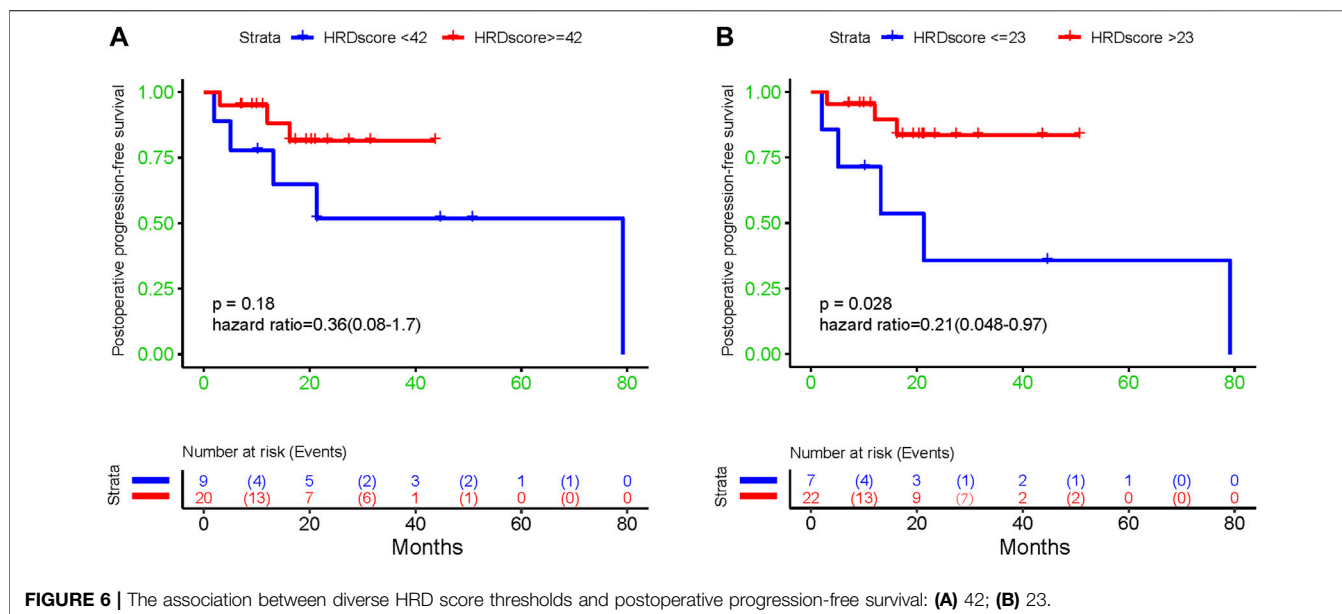 A
Strata HRDscore <42 HRDscore>=42
Postoperative progression-free survival
1.00
0.75
0.50
0.25
0.00
p = 0.18
hazard ratio=0.36(0.08-1.7)
0 20 40 60 80
Number at risk (Events)
Strata
9 (4) 5 (2) 3 (2) 1 (1) 0
20 (13) 7 (6) 1 (1) 0 (0) 0
0 20 40 60 80
Months
B
Strata HRDscore <=23 HRDscore >23
Postoperative progression-free survival
1.00
0.75
0.50
0.25
0.00
p = 0.028
hazard ratio=0.21(0.048-0.97)
0 20 40 60 80
Number at risk (Events)
Strata
7 (4) 3 (1) 2 (1) 1 (0) 0
22 (13) 9 (7) 2 (2) 0 (0) 0
0 20 40 60 80
Months
FIGURE 6 | The association between diverse HRD score thresholds and postoperative progression-free survival: (A) 42; (B) 23.